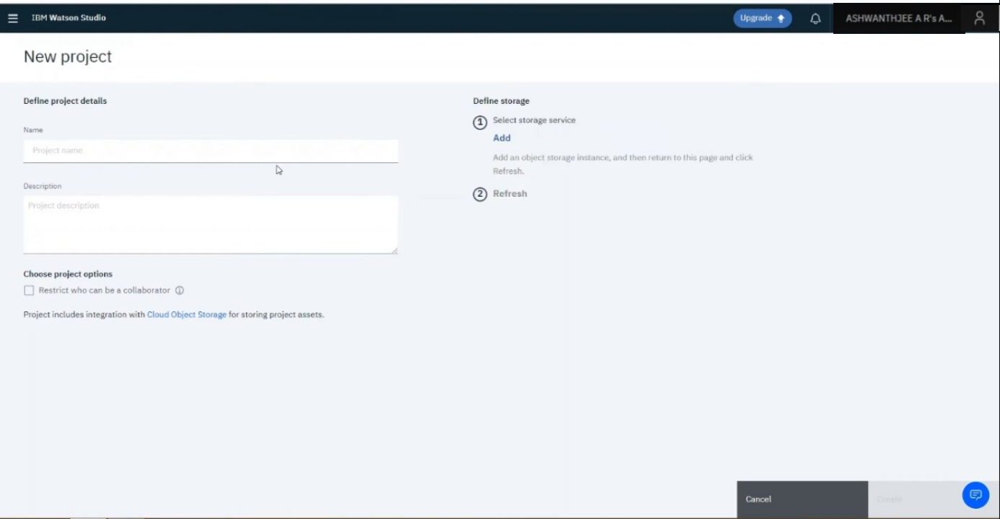 IBM Watson Studio
Upgrade
ASHWANTHJEE A R's A...
New project
Define project details
Name
Project name
Description
Project description
Choose project options
Restrict who can be a collaborator
Project includes integration with Cloud Object Storage for storing project assets.
Define storage
1 Select storage service
Add
Add an object storage instance, and then return to this page and click
Refresh.
2 Refresh
Cancel
Create